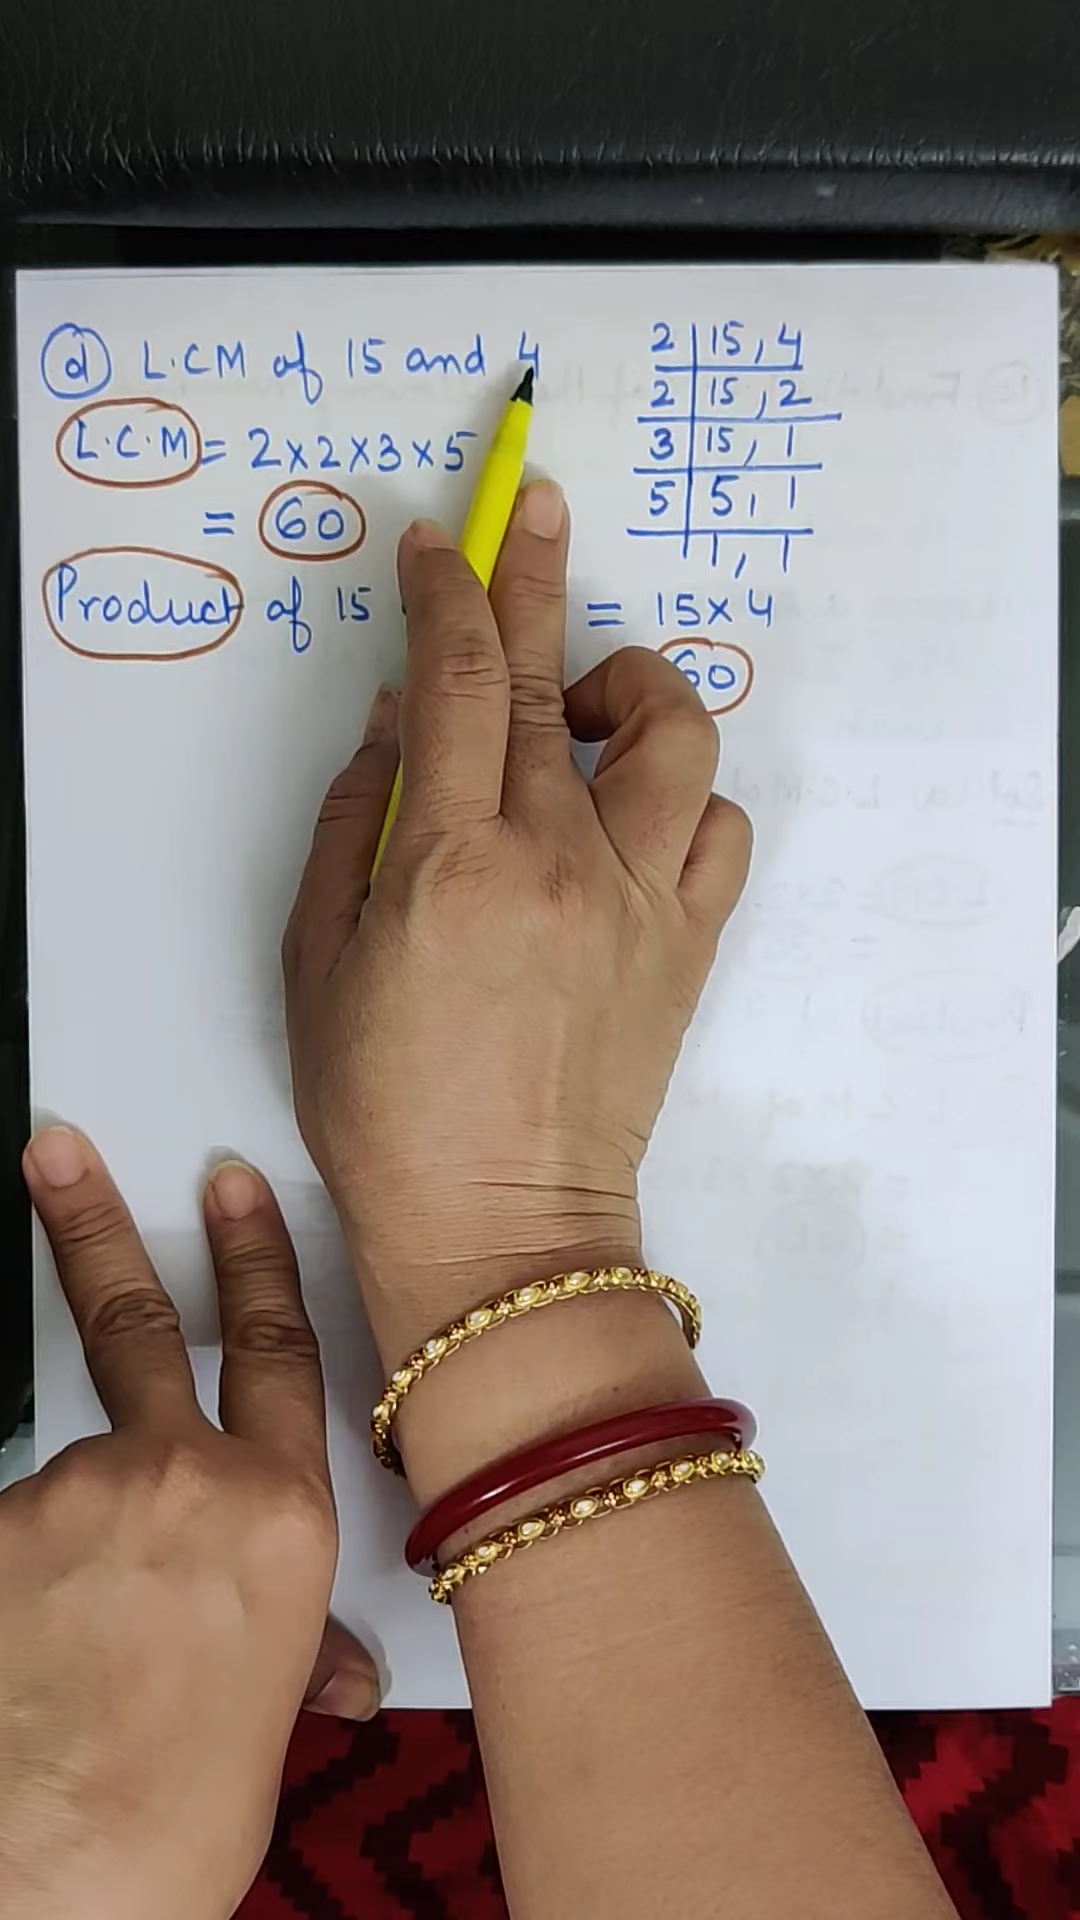 (d) L.C.M of 15 and 4
L.C.M = 2×2×3×5
= 60
Product of 15 = 15×4
60
2 | 15, 4
2 | 15, 2
3 | 15, 1
5 | 5, 1
1, 1